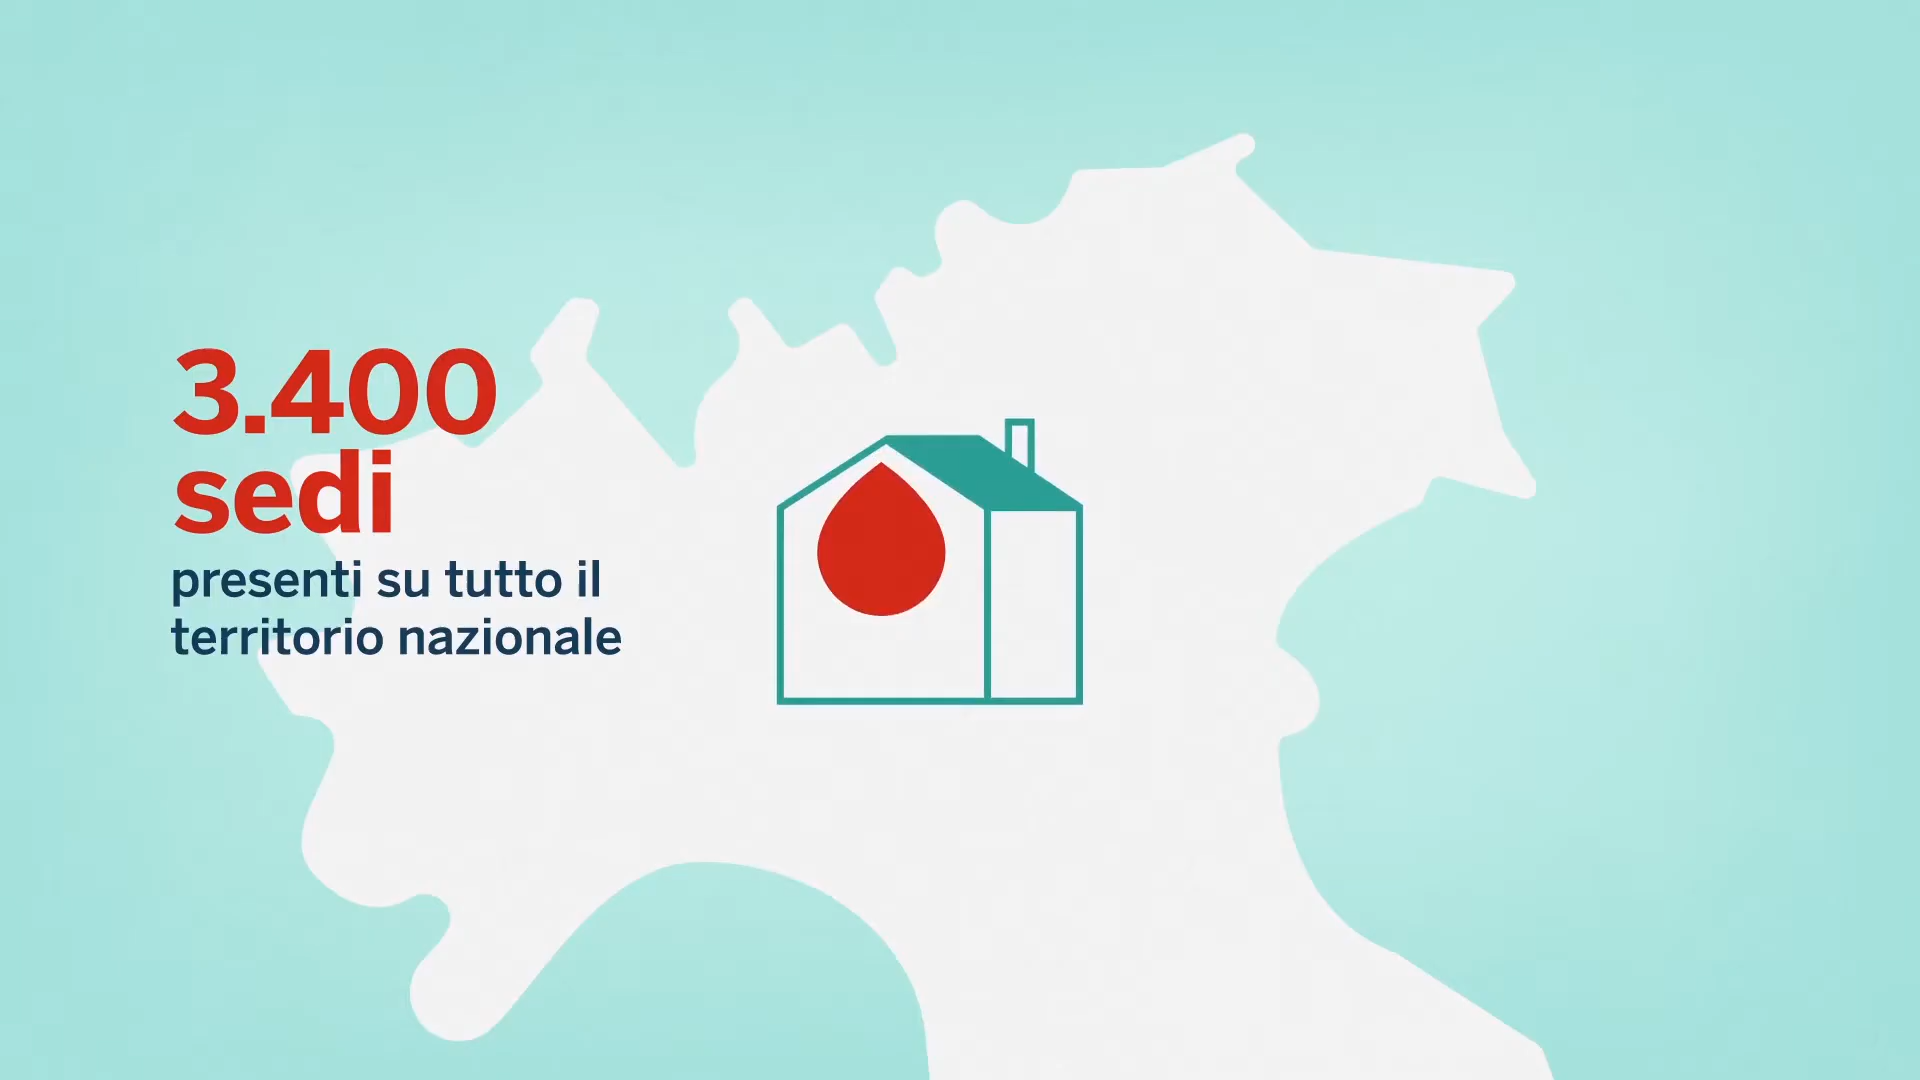 3.400
sedi
presenti su tutto il
territorio nazionale